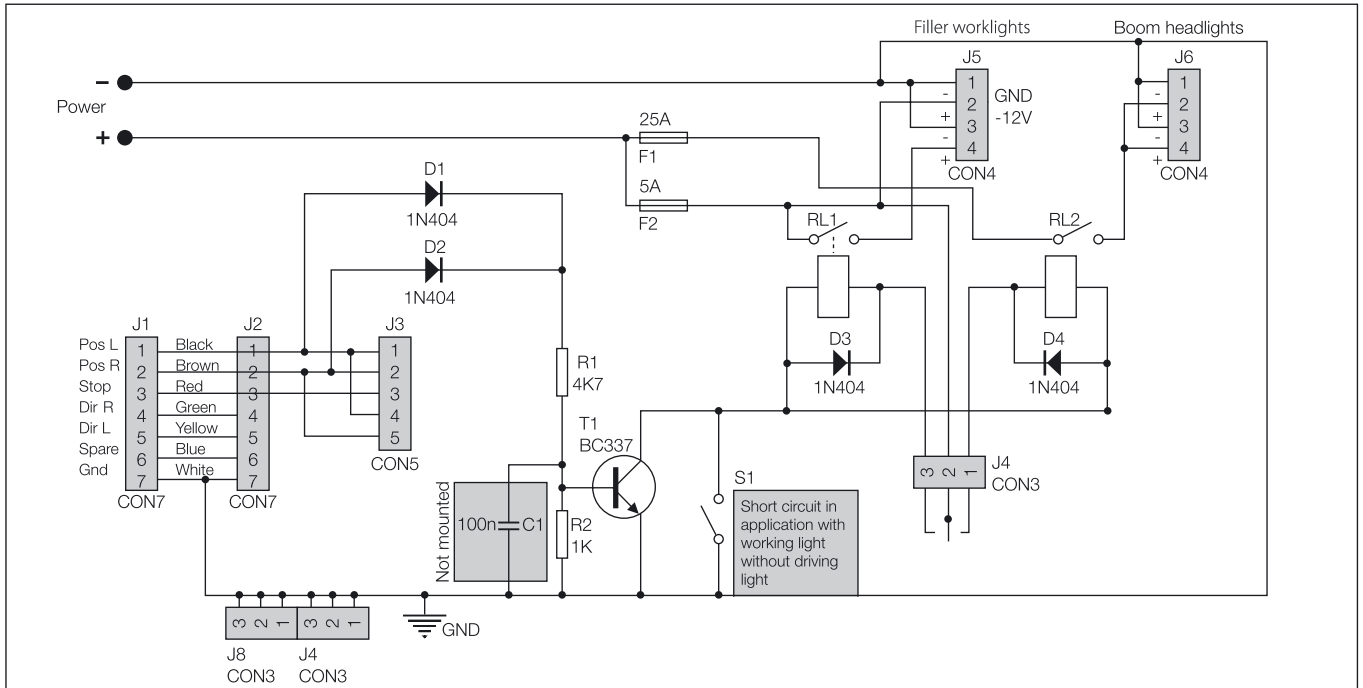 Filler worklights
Boom headlights
J5
J6
−
Power
+
1
2
3
4
-
+
-
+
GND
-12V
CON4
1
2
3
4
-
+
-
+
CON4
25A
F1
5A
F2
D1
1N404
D2
1N404
RL1
RL2
D3
1N404
D4
1N404
J1
J2
J3
Pos L
Pos R
Stop
Dir R
Dir L
Spare
Gnd
1
2
3
4
5
6
7
CON7
Black
Brown
Red
Green
Yellow
Blue
White
1
2
3
4
5
6
7
CON7
1
2
3
4
5
CON5
R1
4K7
T1
BC337
Not mounted
100n
C1
R2
1K
S1
Short circuit in
application with
working light
without driving
light
3 2 1
J4
CON3
3 2 1
3 2 1
J8
CON3
J4
CON3
GND